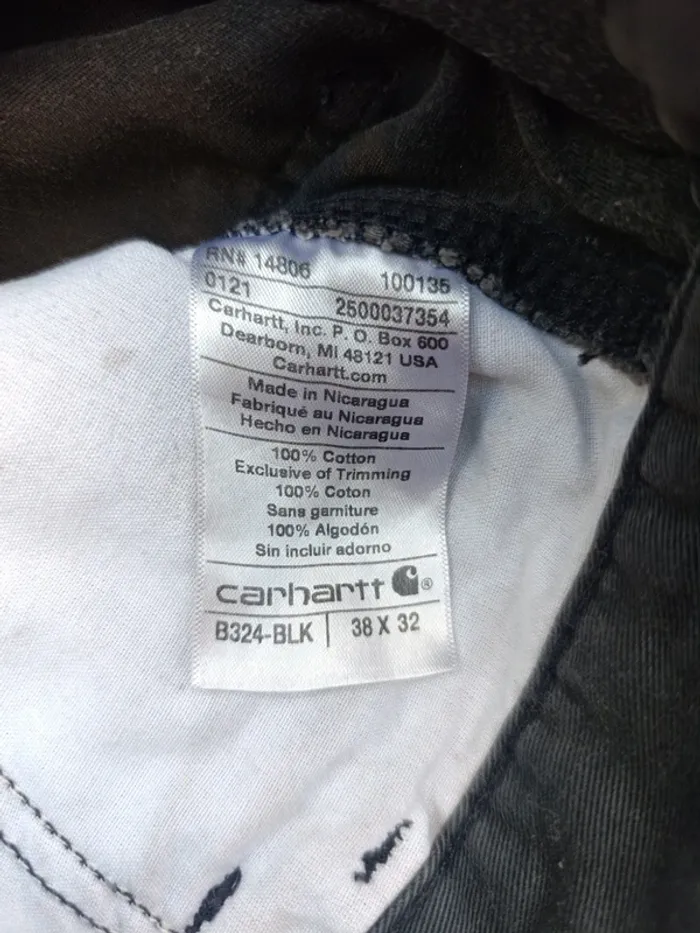 RN# 14806 100135
0121 2500037354
Carhartt, Inc. P. O. Box 600
Dearborn, MI 48121 USA
Carhartt.com
Made in Nicaragua
Fabriqué au Nicaragua
Hecho en Nicaragua
100% Cotton
Exclusive of Trimming
100% Coton
Sans garniture
100% Algodón
Sin incluir adorno
carhartt ®
B324-BLK | 38 X 32